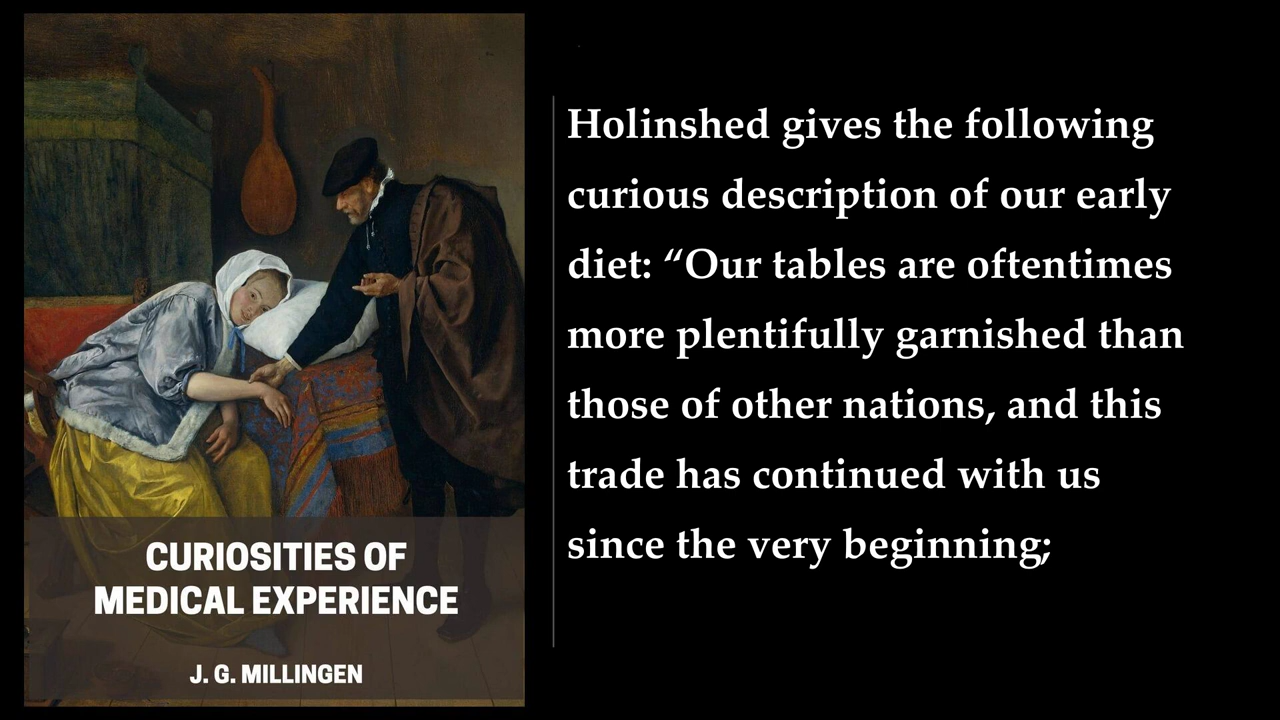 CURIOSITIES OF
MEDICAL EXPERIENCE
J. G. MILLINGEN
Holinshed gives the following
curious description of our early
diet: “Our tables are oftentimes
more plentifully garnished than
those of other nations, and this
trade has continued with us
since the very beginning;